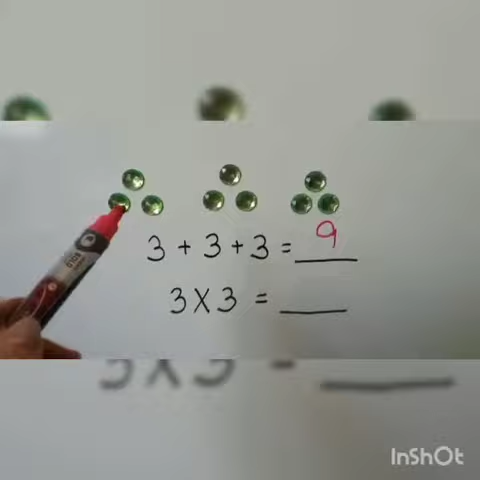 3 + 3 + 3 = 9
3 X 3 = ___
InShOt